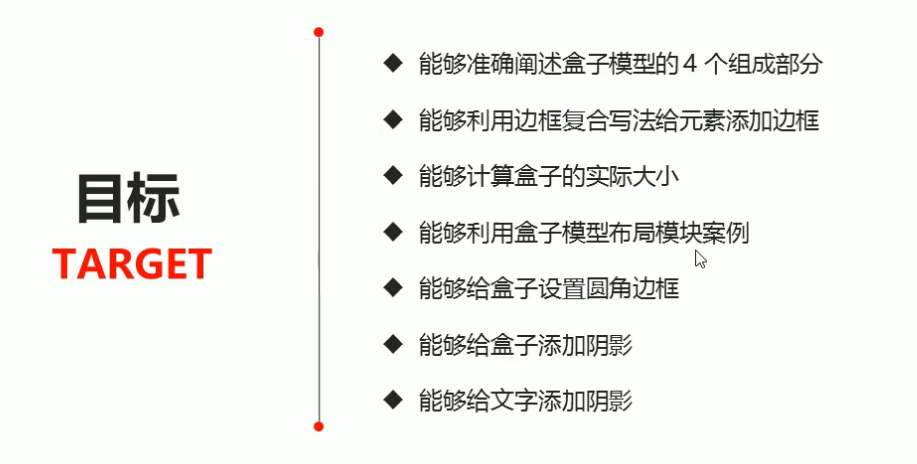 目标
TARGET
◆ 能够准确阐述盒子模型的 4 个组成部分
◆ 能够利用边框复合写法给元素添加边框
◆ 能够计算盒子的实际大小
◆ 能够利用盒子模型布局模块案例
◆ 能够给盒子设置圆角边框
◆ 能够给盒子添加阴影
◆ 能够给文字添加阴影